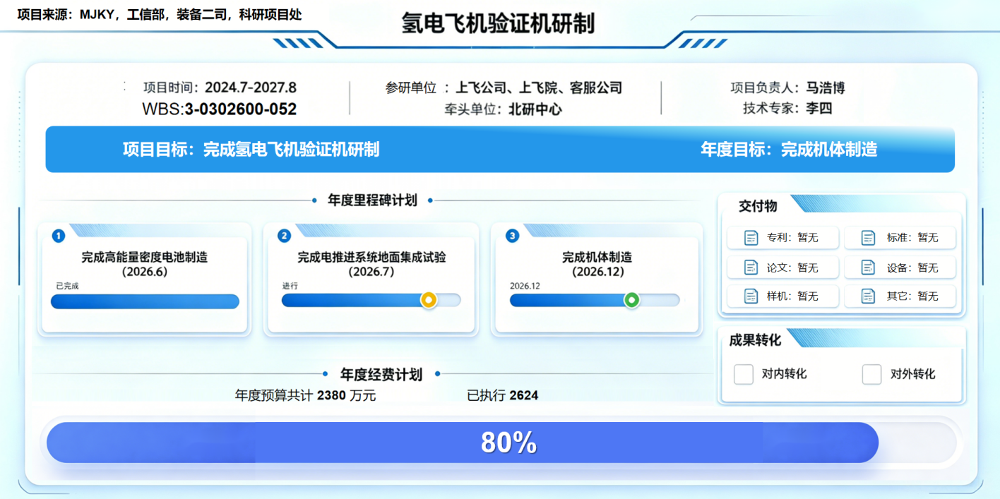 项目来源：MJKY，工信部，装备二司，科研项目处
氢电飞机验证机研制
项目时间：2024.7-2027.8
WBS:3-0302600-052
参研单位 ：上飞公司、上飞院、客服公司
牵头单位：北研中心
项目负责人：马浩博
技术专家：李四
项目目标：完成氢电飞机验证机研制
年度目标：完成机体制造
年度里程碑计划
1
完成高能量密度电池制造
（2026.6）
已完成
2
完成电推进系统地面集成试验
（2026.7）
进行
3
完成机体制造
（2026.12）
2026.12
交付物
专利：暂无
标准：暂无
论文：暂无
设备：暂无
样机：暂无
其它：暂无
成果转化
对内转化
对外转化
年度经费计划
年度预算共计 2380 万元
已执行 2624
80%